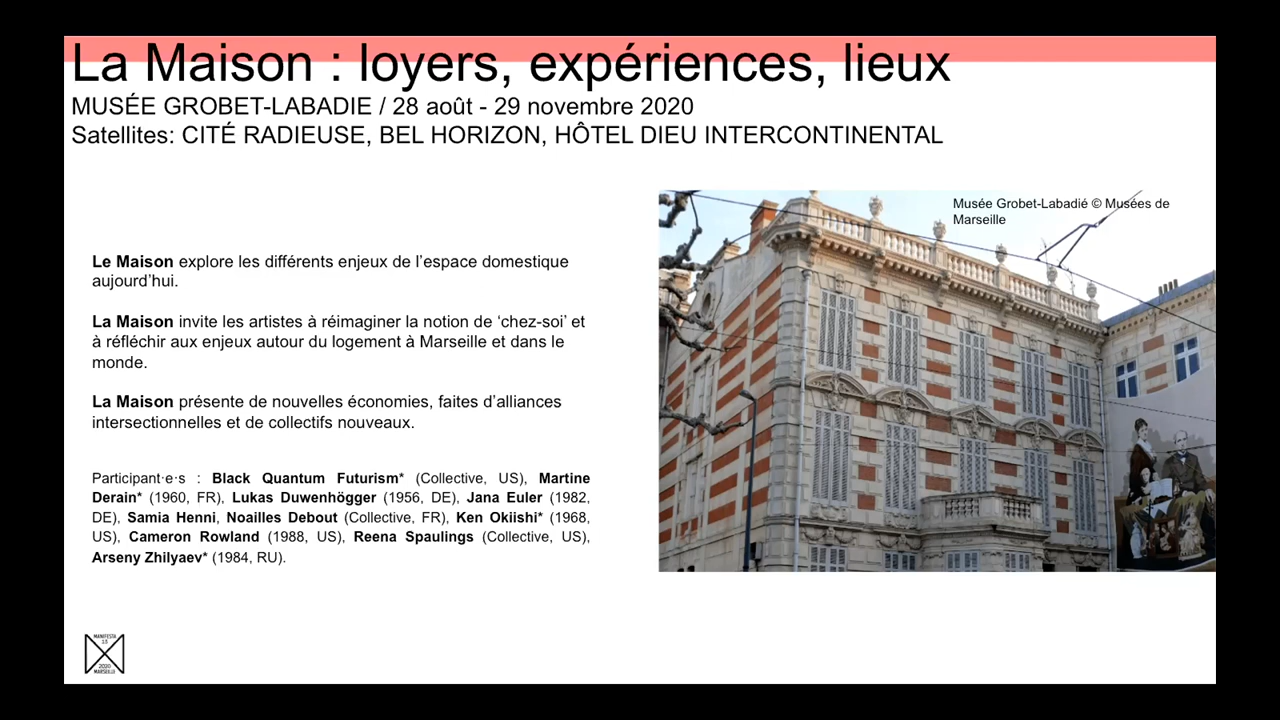 La Maison : loyers, expériences, lieux
MUSÉE GROBET-LABADIE / 28 août - 29 novembre 2020
Satellites: CITÉ RADIEUSE, BEL HORIZON, HÔTEL DIEU INTERCONTINENTAL
Musée Grobet-Labadié © Musées de
Marseille
Le Maison explore les différents enjeux de l’espace domestique
aujourd’hui.
La Maison invite les artistes à réimaginer la notion de ‘chez-soi’ et
à réfléchir aux enjeux autour du logement à Marseille et dans le
monde.
La Maison présente de nouvelles économies, faites d’alliances
intersectionnelles et de collectifs nouveaux.
Participant·e·s : Black Quantum Futurism* (Collective, US), Martine
Derain* (1960, FR), Lukas Duwenhögger (1956, DE), Jana Euler (1982,
DE), Samia Henni, Noailles Debout (Collective, FR), Ken Okiishi* (1968,
US), Cameron Rowland (1988, US), Reena Spaulings (Collective, US),
Arseny Zhilyaev* (1984, RU).
MANIFESTA
13
2020
MARSEILLE